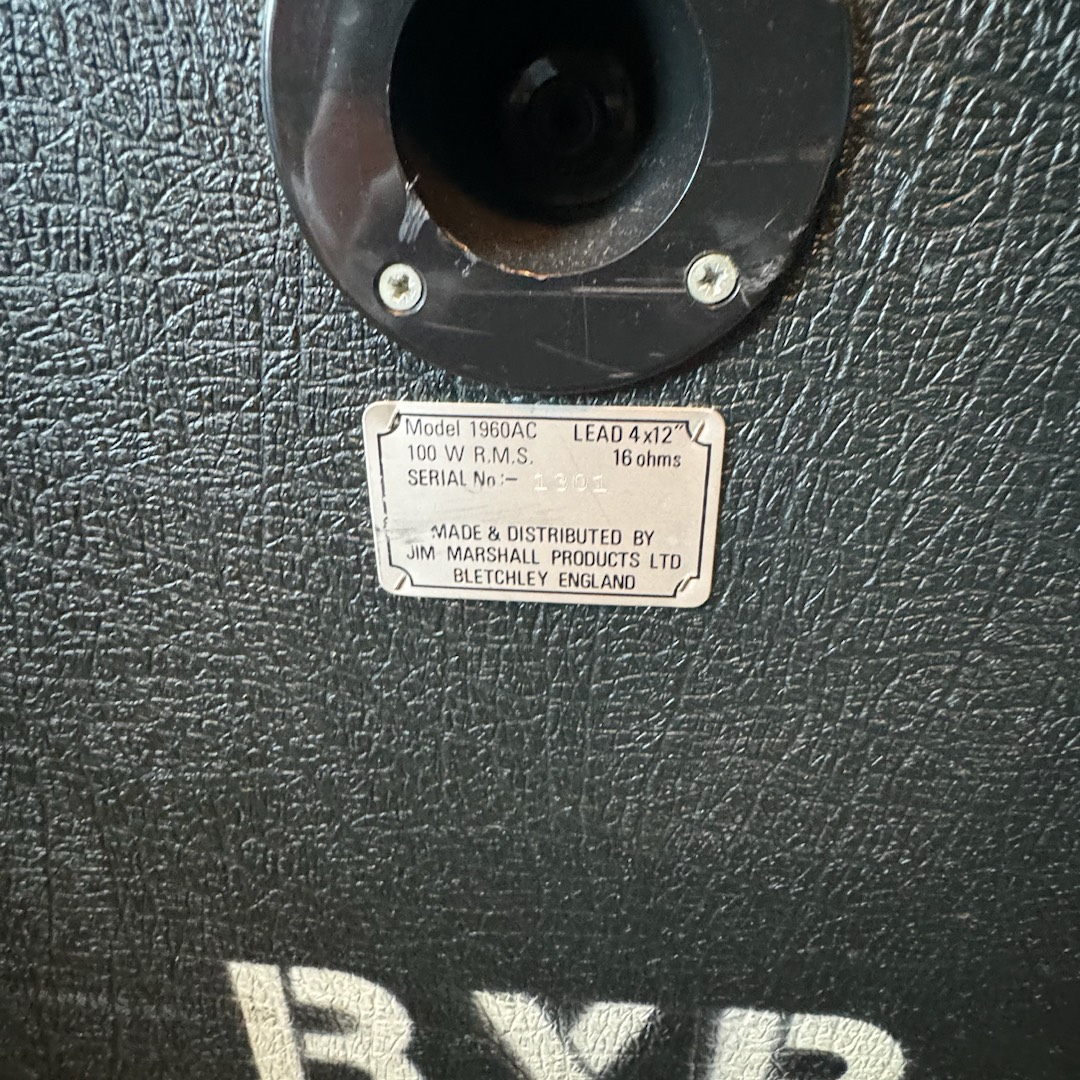 Model 1960AC LEAD 4x12"
100 W R.M.S. 16 ohms
SERIAL No:- 1301
MADE & DISTRIBUTED BY
JIM MARSHALL PRODUCTS LTD
BLETCHLEY ENGLAND